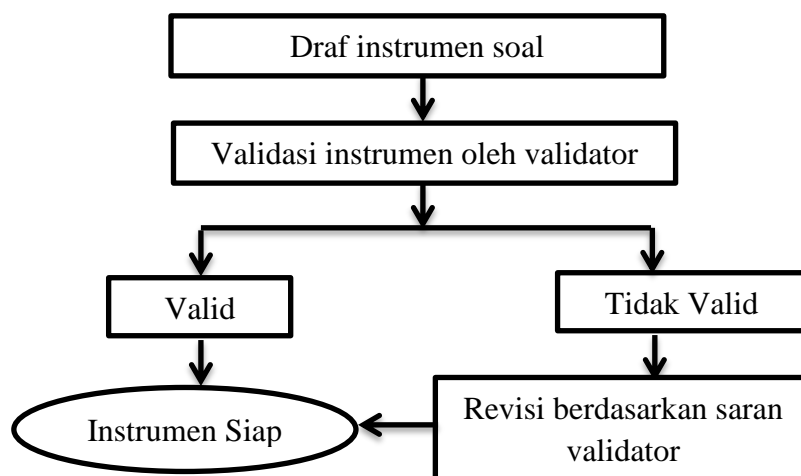 Draf instrumen soal
Validasi instrumen oleh validator
Valid
Tidak Valid
Instrumen Siap
Revisi berdasarkan saran
validator